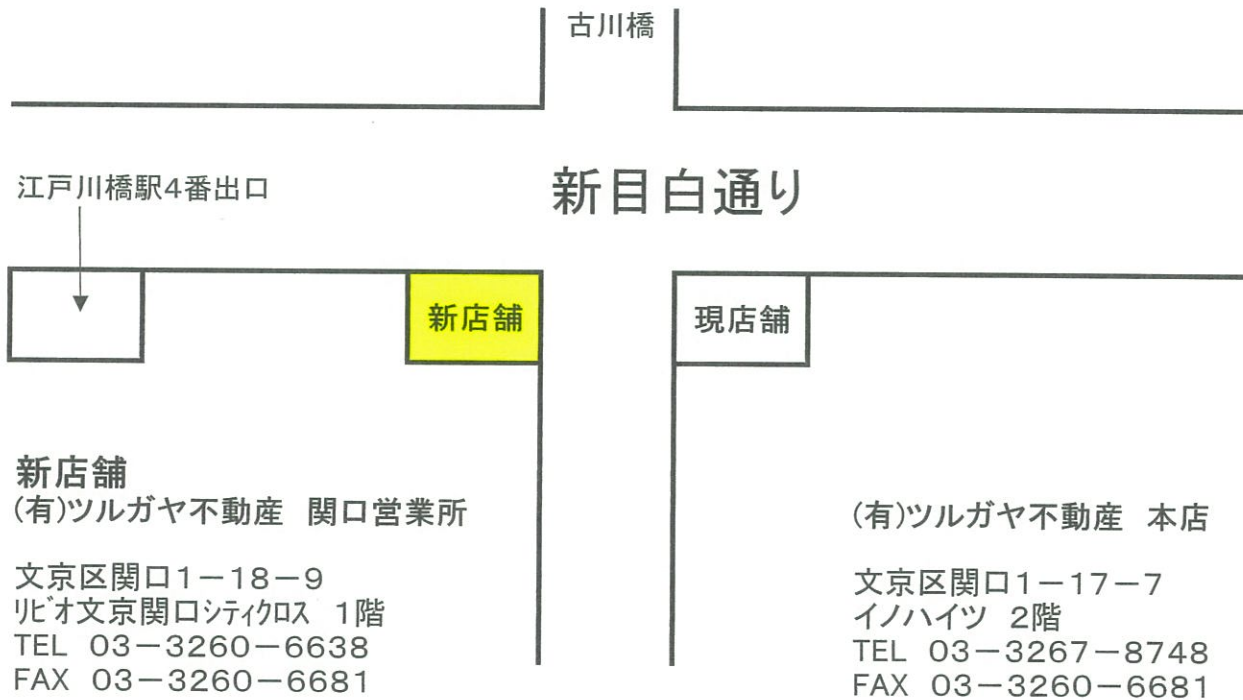 古川橋
江戸川橋駅4番出口
新目白通り
新店舗
現店舗
新店舗
(有)ツルガヤ不動産　関口営業所
文京区関口1－18－9
ﾘﾋﾞｵ文京関口ｼﾃｨｸﾛｽ 1階
TEL 03－3260－6638
FAX 03－3260－6681
(有)ツルガヤ不動産　本店
文京区関口1－17－7
イノハイツ 2階
TEL 03－3267－8748
FAX 03－3260－6681